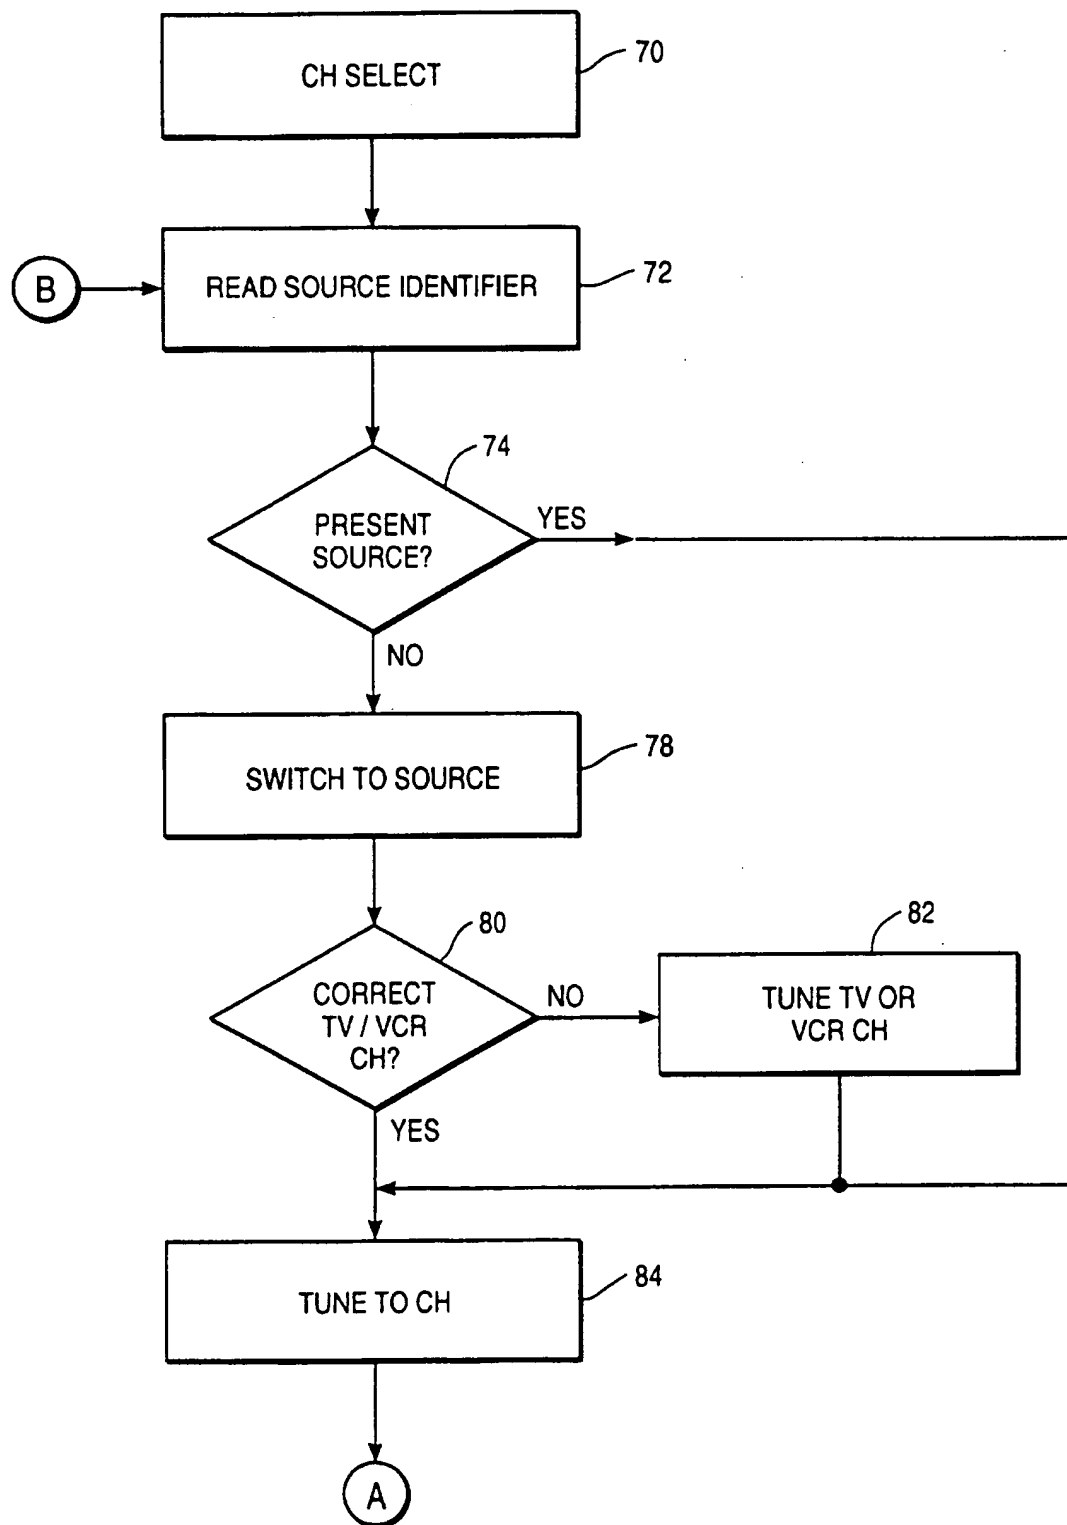 CH SELECT
70
B
READ SOURCE IDENTIFIER
72
74
PRESENT
SOURCE?
YES
NO
SWITCH TO SOURCE
78
80
CORRECT
TV / VCR
CH?
NO
82
TUNE TV OR
VCR CH
YES
TUNE TO CH
84
A